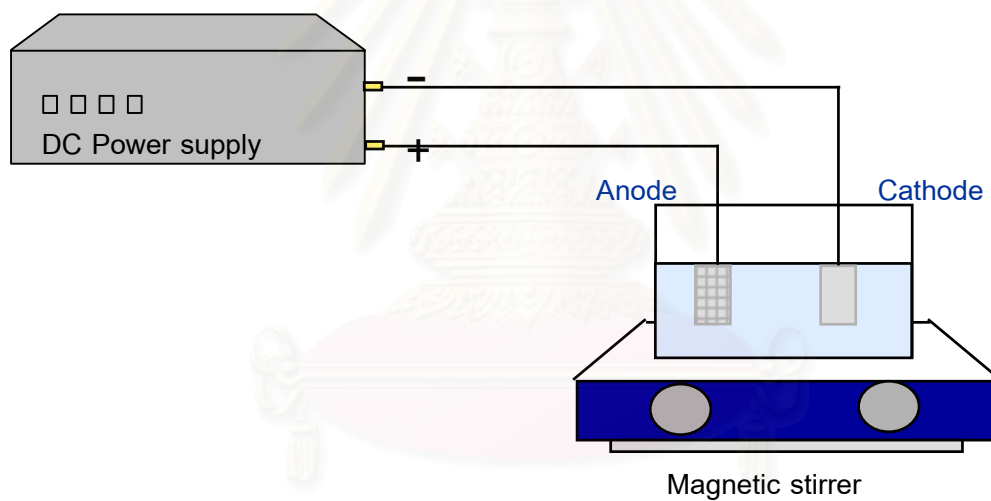 -
DC Power supply
+
Anode
Cathode
Magnetic stirrer